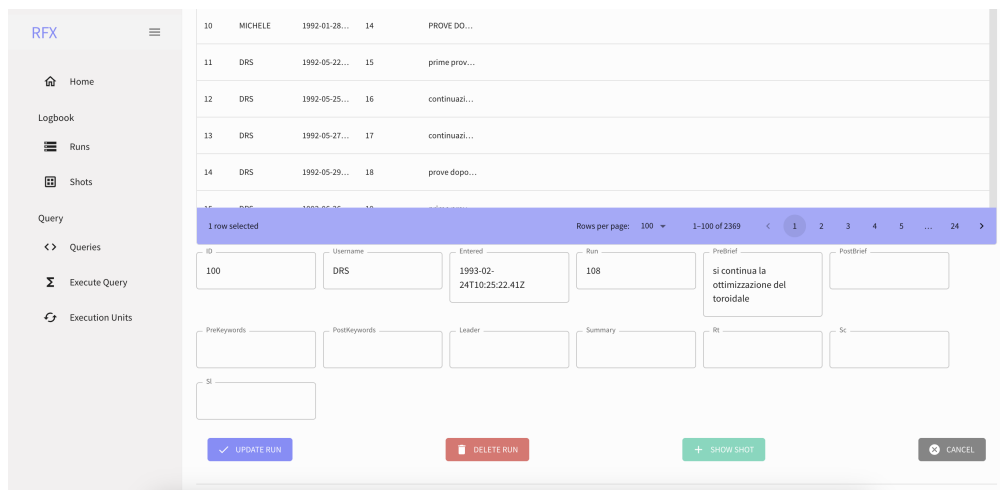 RFX
Home
Logbook
Runs
Shots
Query
Queries
Execute Query
Execution Units
10 MICHELE 1992-01-28... 14 PROVE DO...
11 DRS 1992-05-22... 15 prime prov...
12 DRS 1992-05-25... 16 continuazi...
13 DRS 1992-05-27... 17 continuazi...
14 DRS 1992-05-29... 18 prove dopo...
1 row selected Rows per page: 100 1–100 of 2369 1 2 3 4 5 ... 24
ID Username Entered Run PreBrief PostBrief
100 DRS 1993-02- 108 si continua la
24T10:25:22.41Z ottimizzazione del
toroidale
PreKeywords PostKeywords Leader Summary Rt Sc
Sl
UPDATE RUN DELETE RUN SHOW SHOT CANCEL